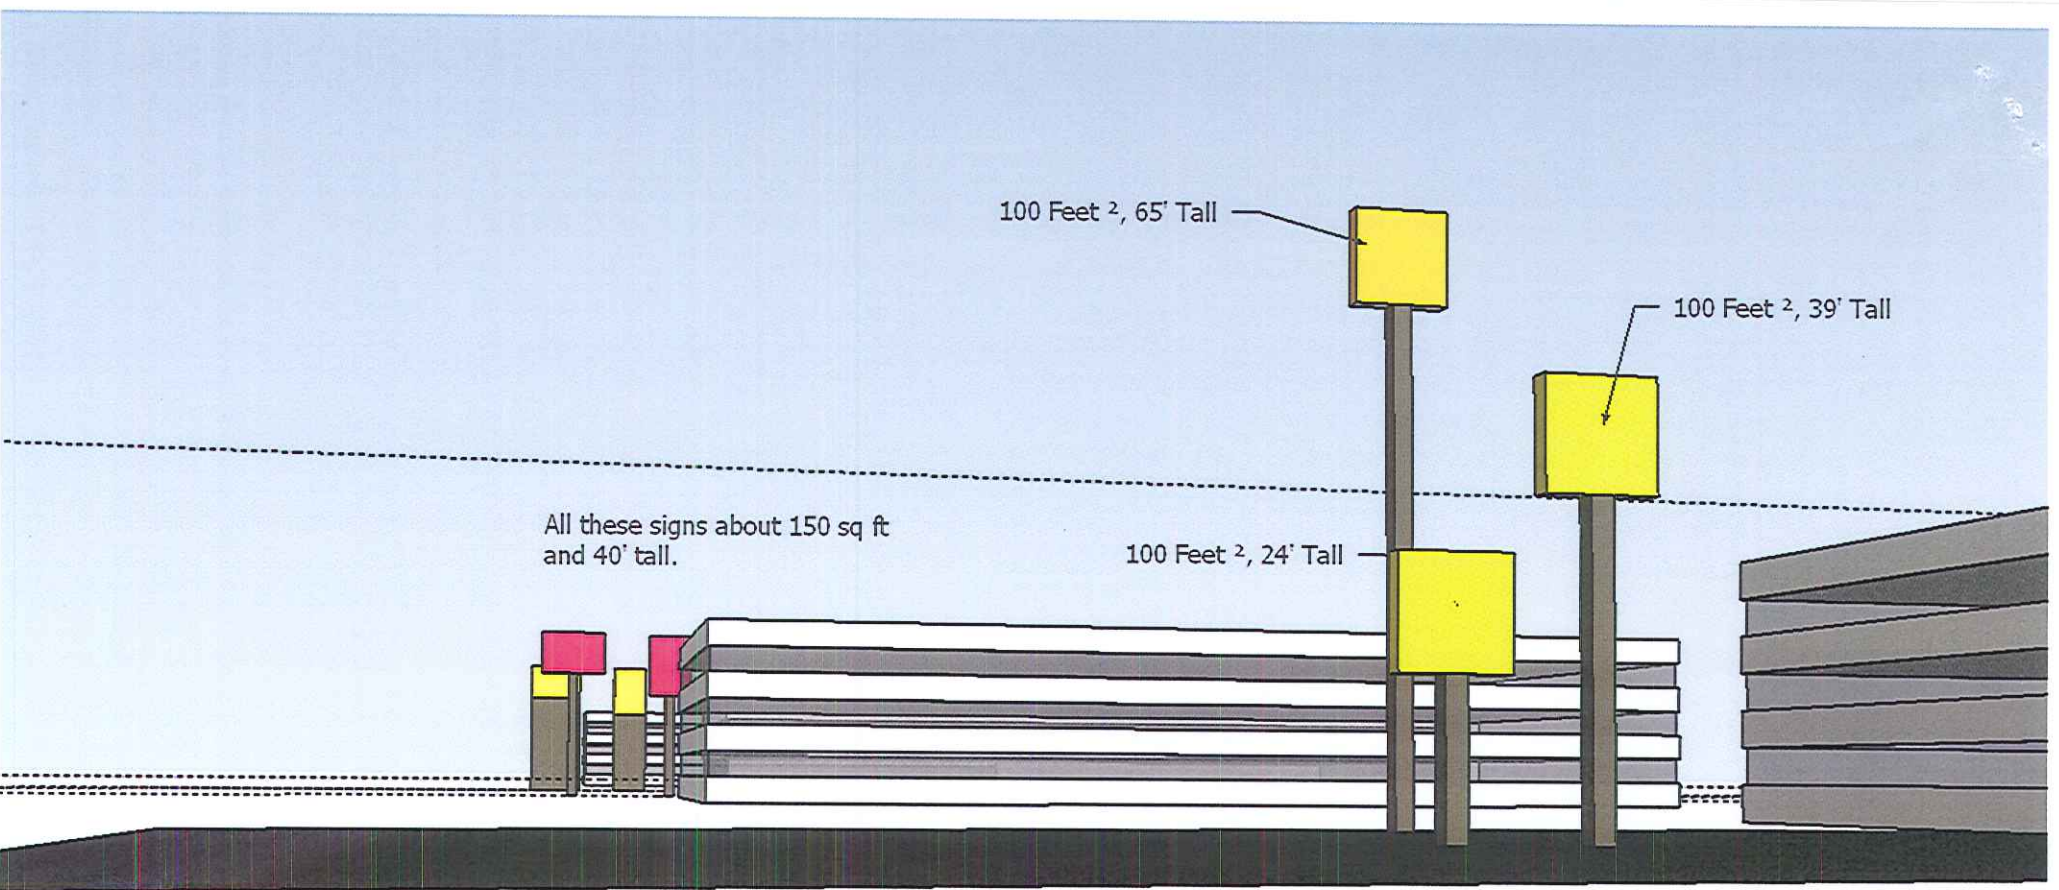 100 Feet ², 65' Tall
100 Feet ², 39' Tall
All these signs about 150 sq ft
and 40' tall.
100 Feet ², 24' Tall